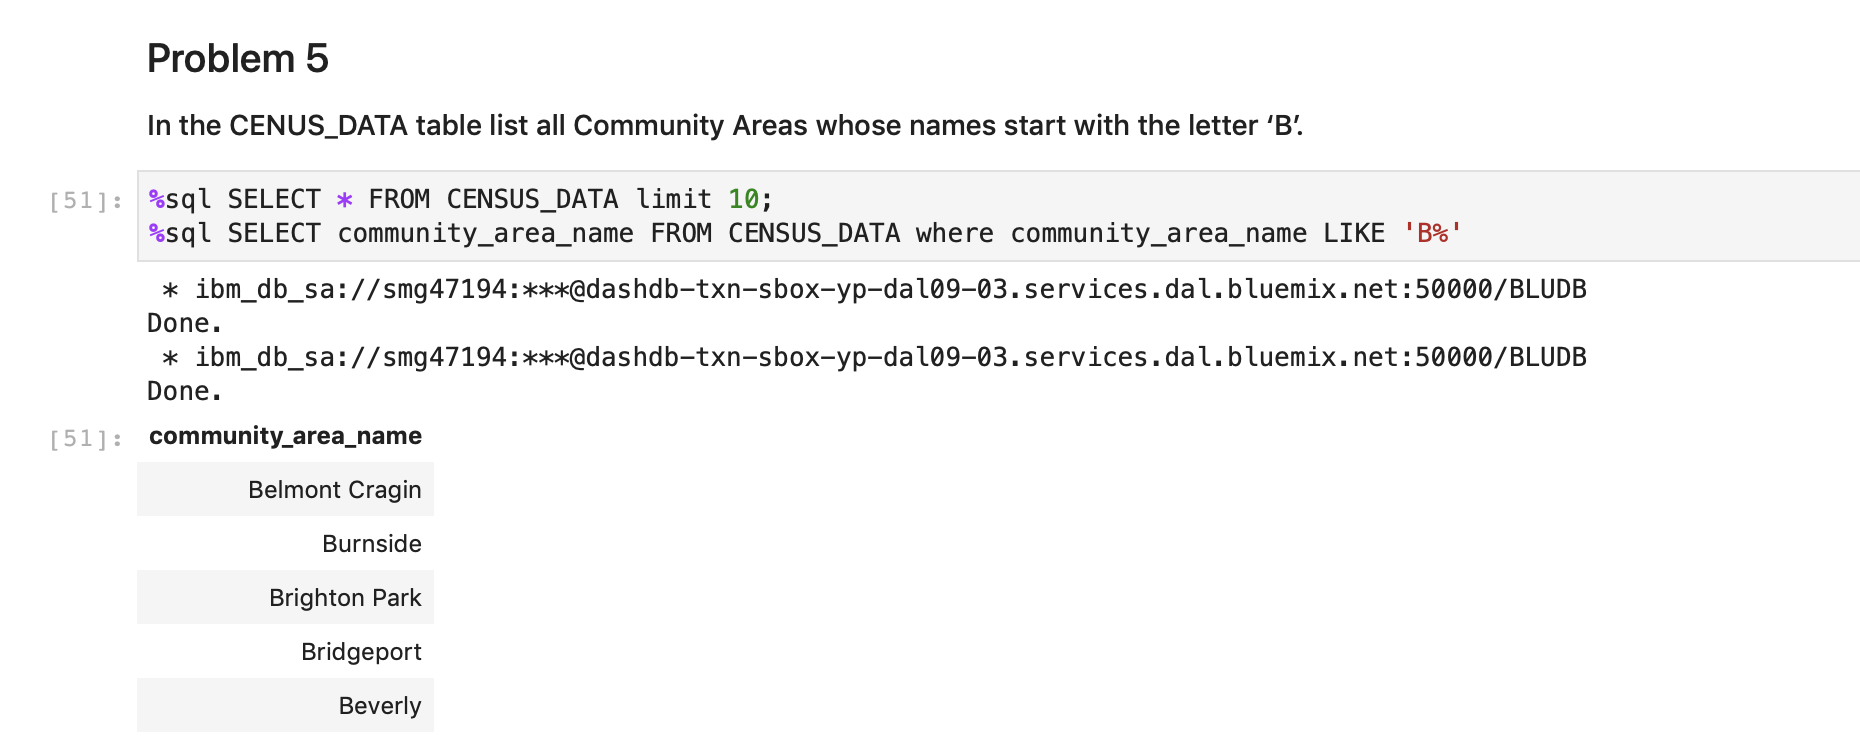 Problem 5
In the CENUS_DATA table list all Community Areas whose names start with the letter ‘B’.
[51]: %sql SELECT * FROM CENSUS_DATA limit 10;
%sql SELECT community_area_name FROM CENSUS_DATA where community_area_name LIKE 'B%'
* ibm_db_sa://smg47194:***@dashdb-txn-sbox-yp-dal09-03.services.dal.bluemix.net:50000/BLUDB
Done.
* ibm_db_sa://smg47194:***@dashdb-txn-sbox-yp-dal09-03.services.dal.bluemix.net:50000/BLUDB
Done.
[51]: community_area_name
Belmont Cragin
Burnside
Brighton Park
Bridgeport
Beverly